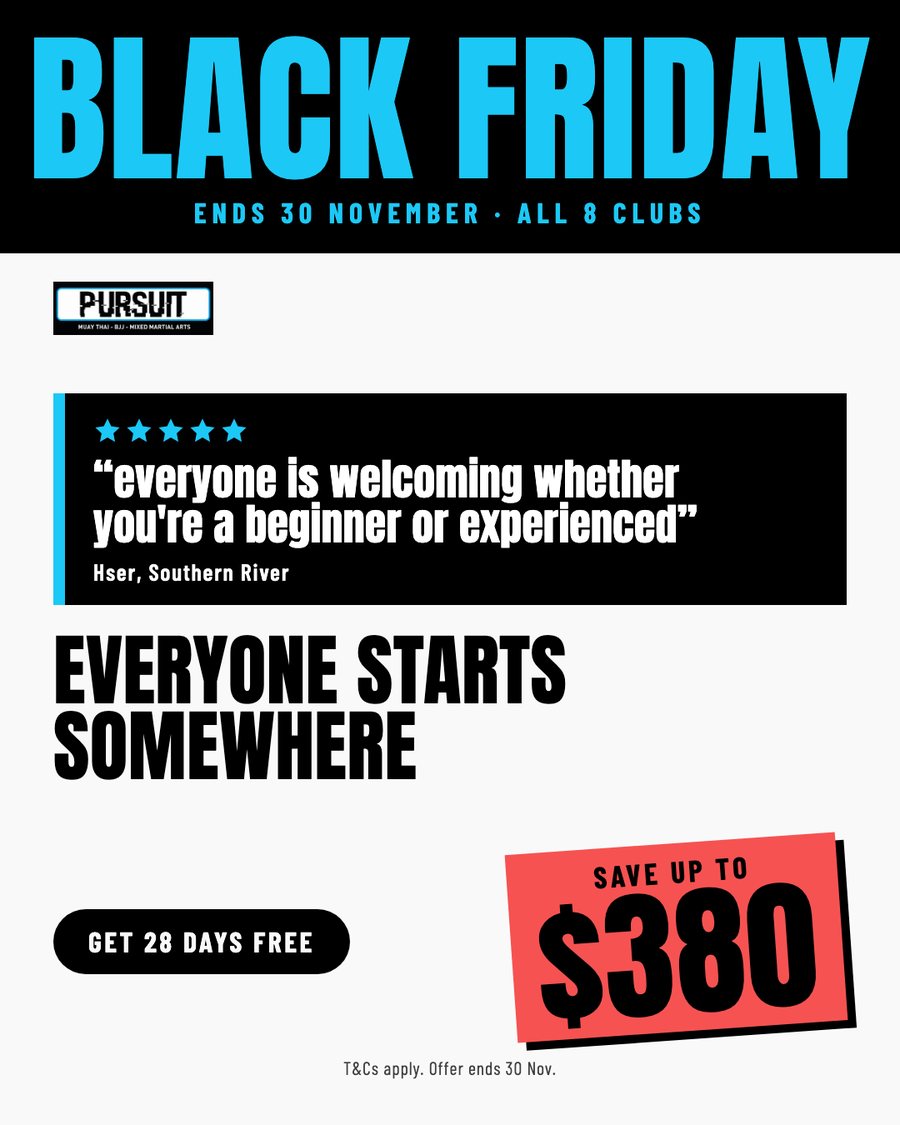 BLACK FRIDAY
ENDS 30 NOVEMBER · ALL 8 CLUBS
PURSUIT
MUAY THAI - BJJ - MIXED MARTIAL ARTS
★★★★★
“everyone is welcoming whether
you're a beginner or experienced”
Hser, Southern River
EVERYONE STARTS
SOMEWHERE
SAVE UP TO
$380
GET 28 DAYS FREE
T&Cs apply. Offer ends 30 Nov.